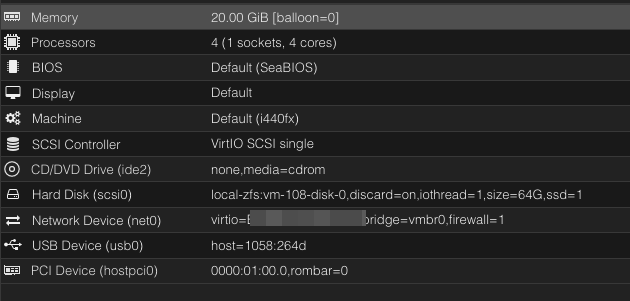 Memory 20.00 GiB [balloon=0]
Processors 4 (1 sockets, 4 cores)
BIOS Default (SeaBIOS)
Display Default
Machine Default (i440fx)
SCSI Controller VirtIO SCSI single
CD/DVD Drive (ide2) none,media=cdrom
Hard Disk (scsi0) local-zfs:vm-108-disk-0,discard=on,iothread=1,size=64G,ssd=1
Network Device (net0) virtio= bridge=vmbr0,firewall=1
USB Device (usb0) host=1058:264d
PCI Device (hostpci0) 0000:01:00.0,rombar=0